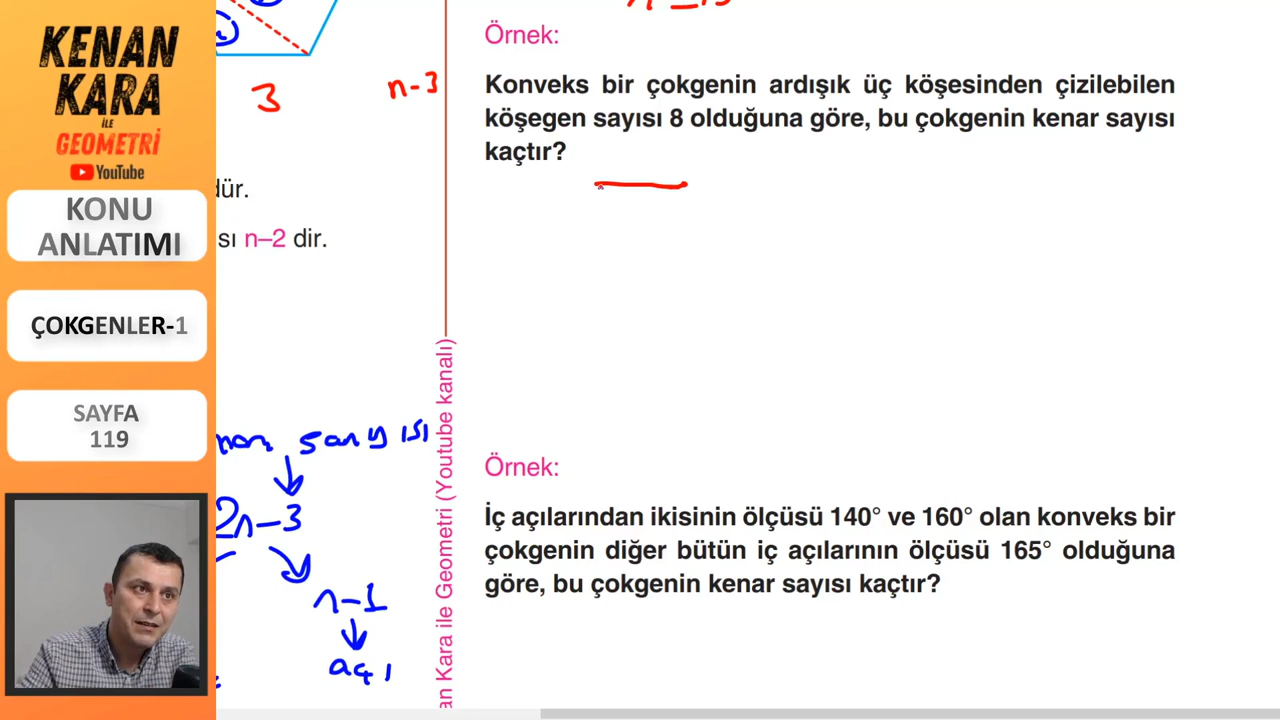 KENAN
KARA
İLE
GEOMETRİ
YouTube
KONU
ANLATIMI
ÇOKGENLER-1
SAYFA
119
3
n-3
dür.
sı n–2 dir.
sayısı
2n-3
n-1
açı
an Kara ile Geometri (Youtube kanalı)
Örnek:
Konveks bir çokgenin ardışık üç köşesinden çizilebilen
köşegen sayısı 8 olduğuna göre, bu çokgenin kenar sayısı
kaçtır?
Örnek:
İç açılarından ikisinin ölçüsü 140° ve 160° olan konveks bir
çokgenin diğer bütün iç açılarının ölçüsü 165° olduğuna
göre, bu çokgenin kenar sayısı kaçtır?